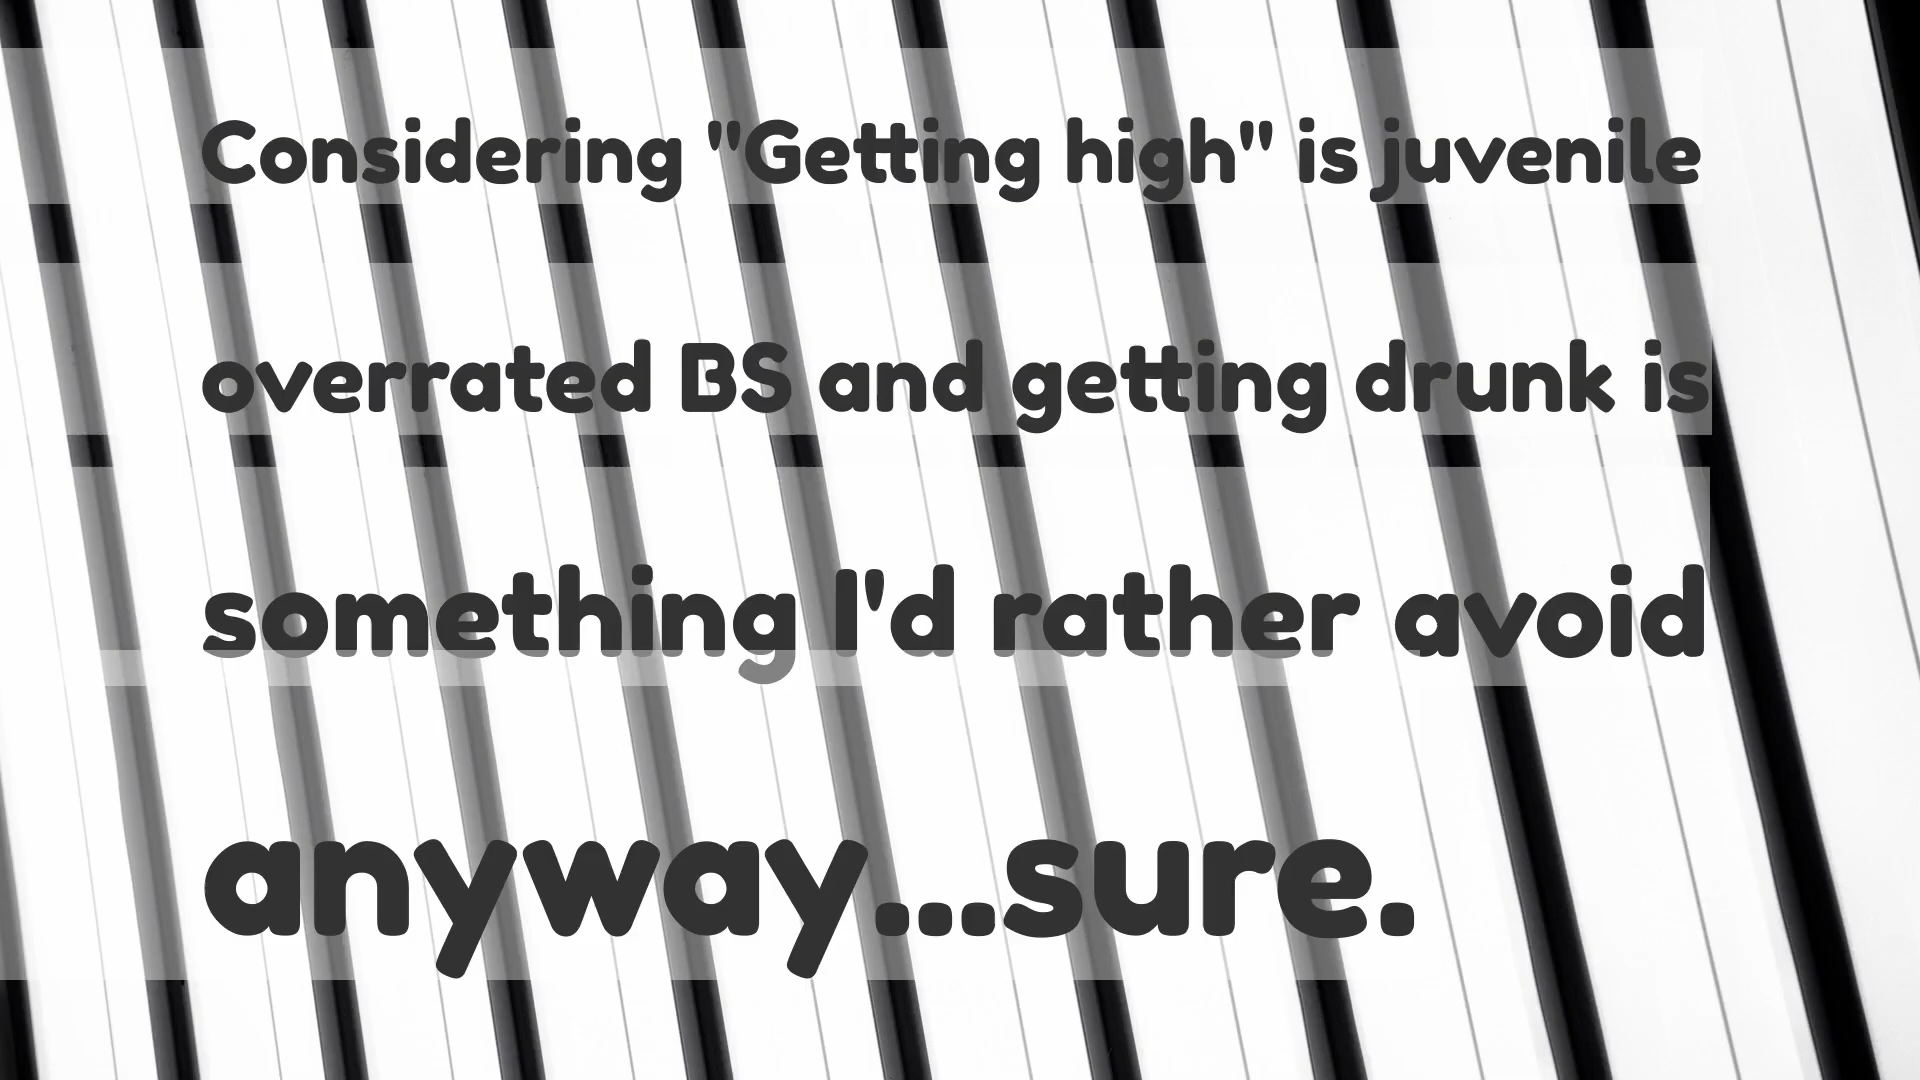 Considering "Getting high" is juvenile
overrated BS and getting drunk is
something I'd rather avoid
anyway...sure.